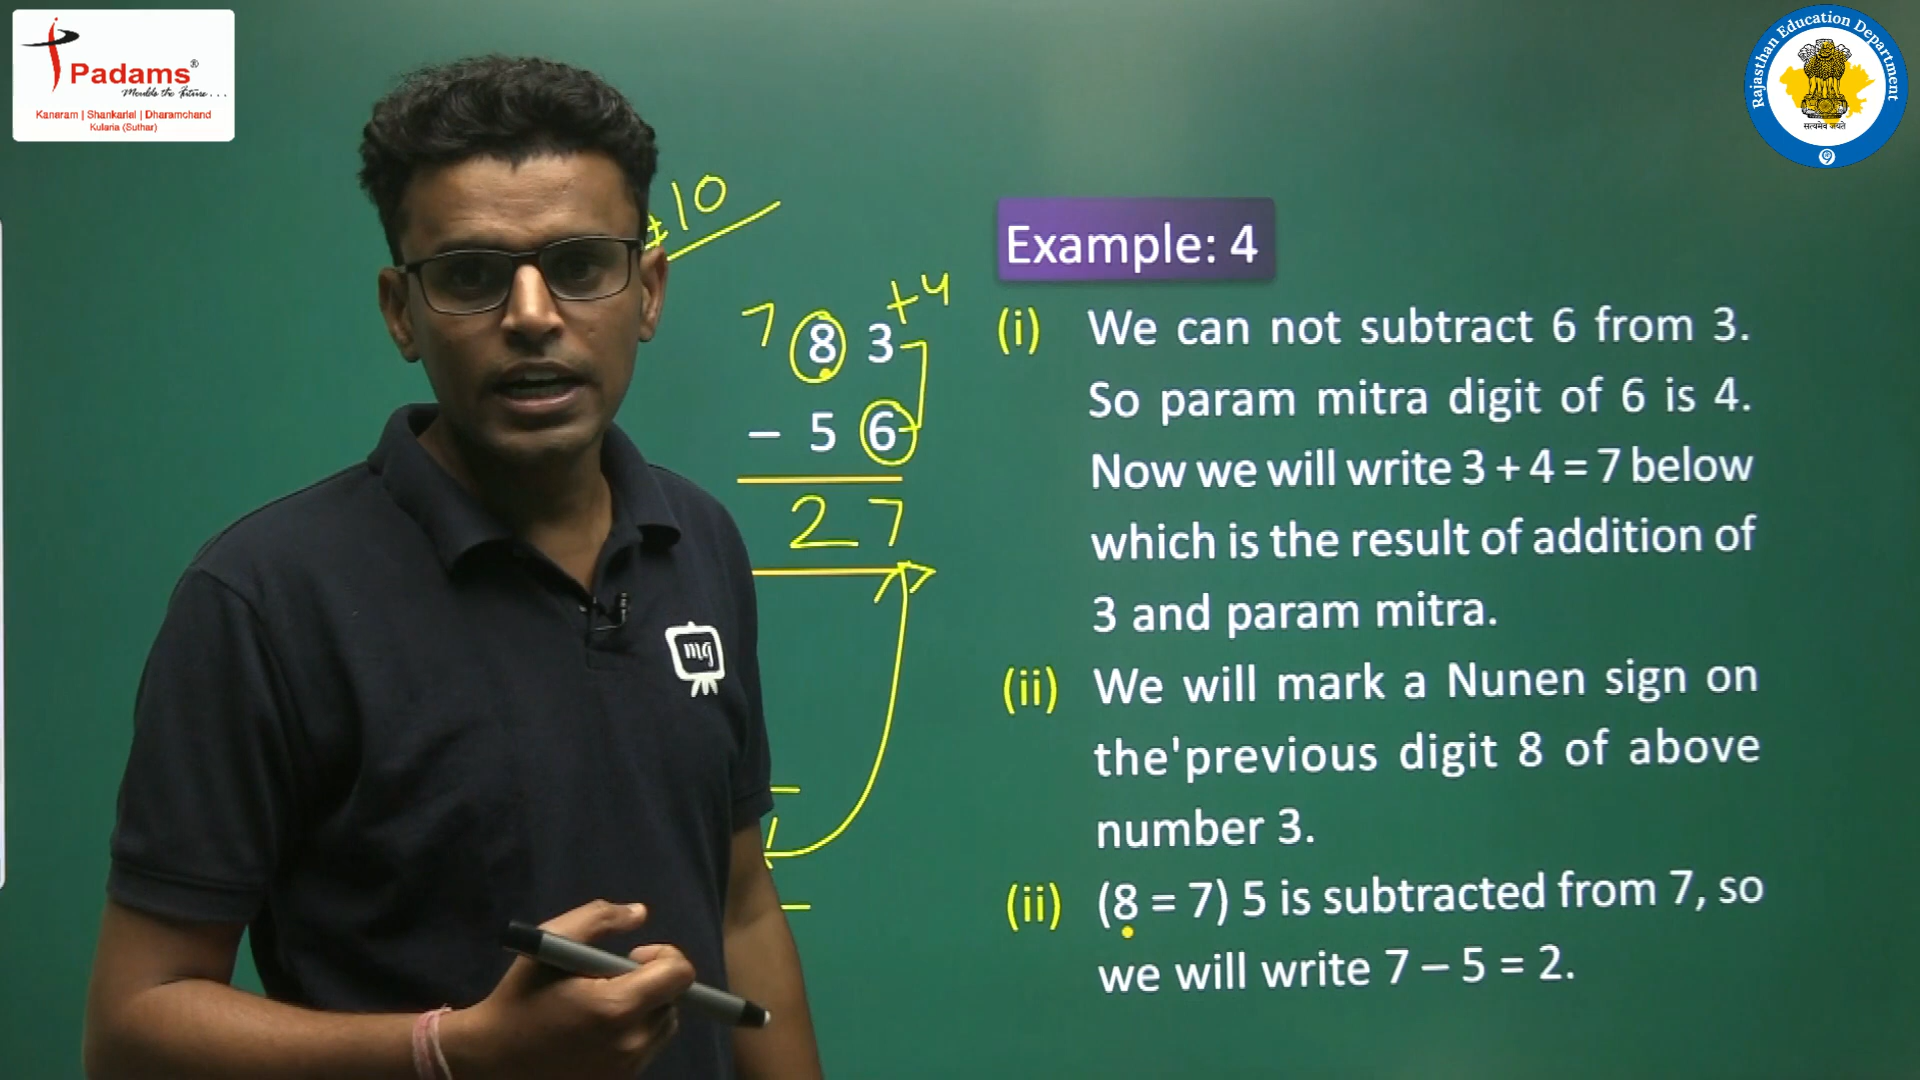 Padams®
Moulds the Future...
Kanaram | Shankarlal | Dharamchand
Kularia (Suthar)
Rajasthan Education Department
सत्यमेव जयते
±10
7 8 3 +4
– 5 6
2 7
mg
Example: 4
(i) We can not subtract 6 from 3.
So param mitra digit of 6 is 4.
Now we will write 3 + 4 = 7 below
which is the result of addition of
3 and param mitra.
(ii) We will mark a Nunen sign on
the'previous digit 8 of above
number 3.
(ii) (8̣ = 7) 5 is subtracted from 7, so
we will write 7 – 5 = 2.